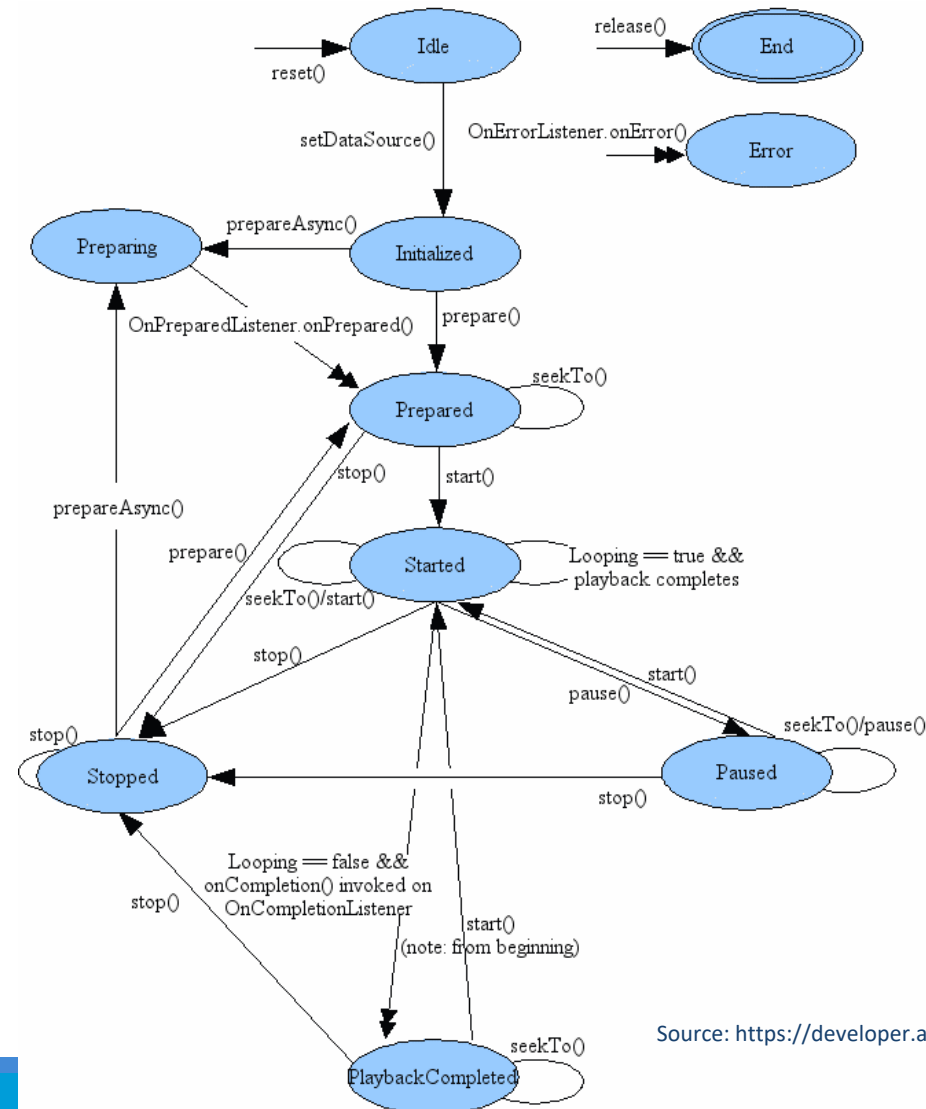 release()
Idle
End
reset()
OnErrorListener.onError()
setDataSource()
Error
prepareAsync()
Preparing
Initialized
prepare()
OnPreparedListener.onPrepared()
seekTo()
Prepared
stop()
start()
prepareAsync()
prepare()
Looping == true &&
playback completes
Started
seekTo()/start()
stop()
start()
pause()
stop()
seekTo()/pause()
Stopped
Paused
stop()
Looping == false &&
onCompletion() invoked on
OnCompletionListener
stop()
start()
(note: from beginning)
Source: https://developer.a
seekTo()
PlaybackCompleted